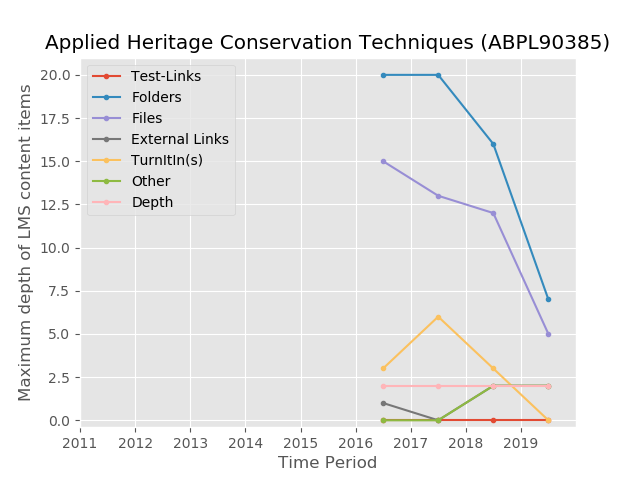 Applied Heritage Conservation Techniques (ABPL90385)
Maximum depth of LMS content items
20.0
17.5
15.0
12.5
10.0
7.5
5.0
2.5
0.0
Test-Links
Folders
Files
External Links
TurnItIn(s)
Other
Depth
2011 2012 2013 2014 2015 2016 2017 2018 2019
Time Period